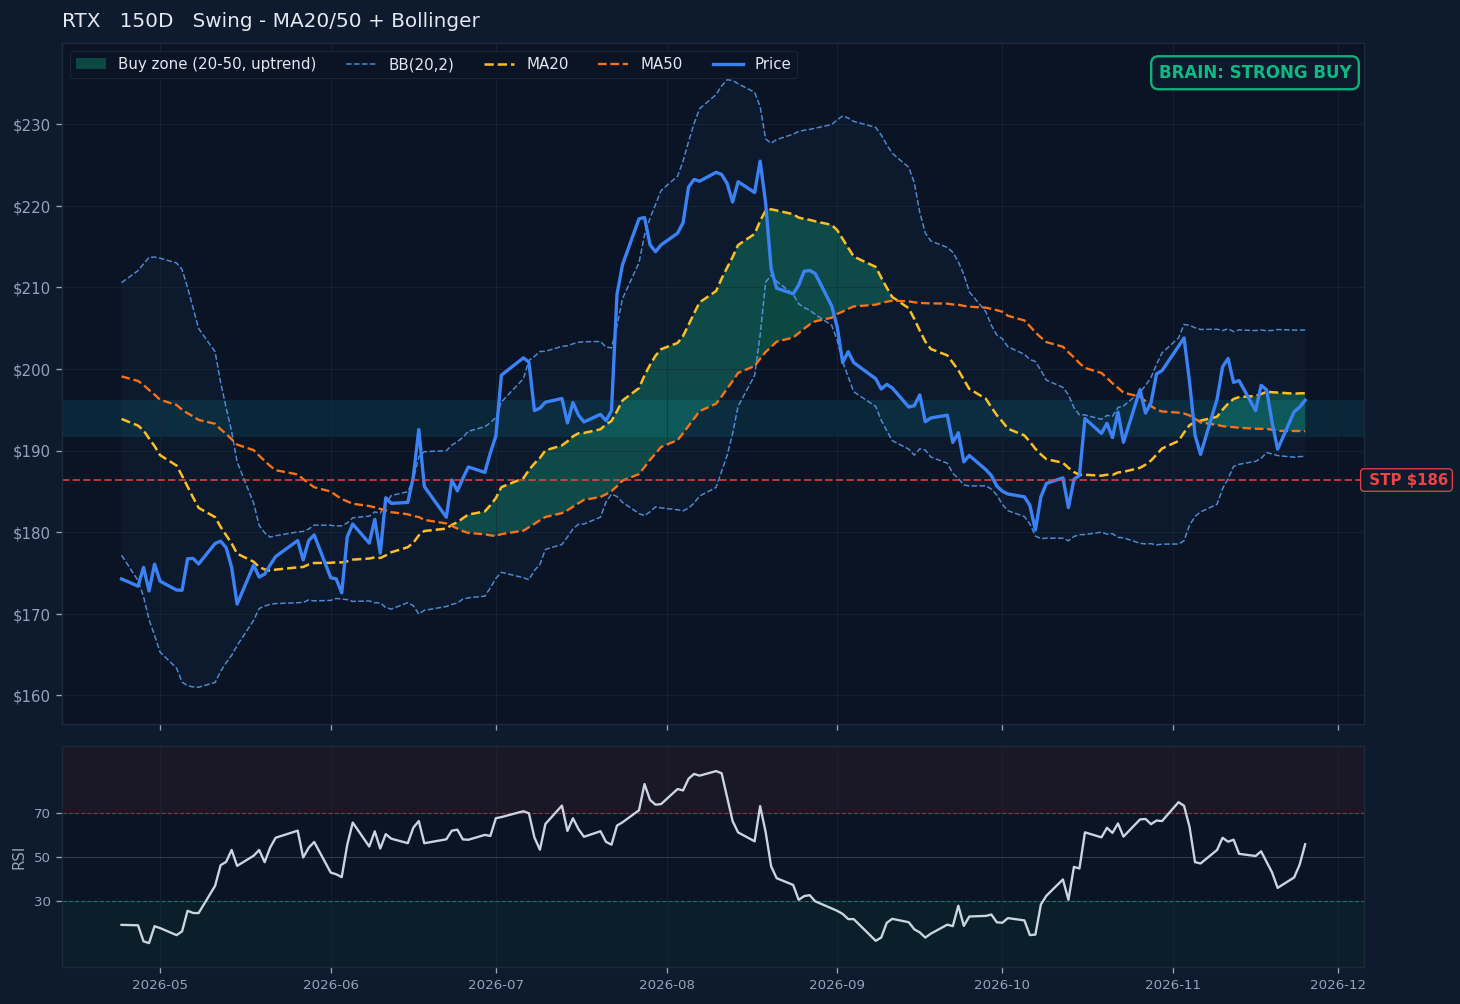 RTX 150D Swing - MA20/50 + Bollinger
Buy zone (20-50, uptrend) BB(20,2) MA20 MA50 Price
BRAIN: STRONG BUY
$230
$220
$210
$200
$190
STP $186
$180
$170
$160
70
50
30
RSI
2026-05 2026-06 2026-07 2026-08 2026-09 2026-10 2026-11 2026-12